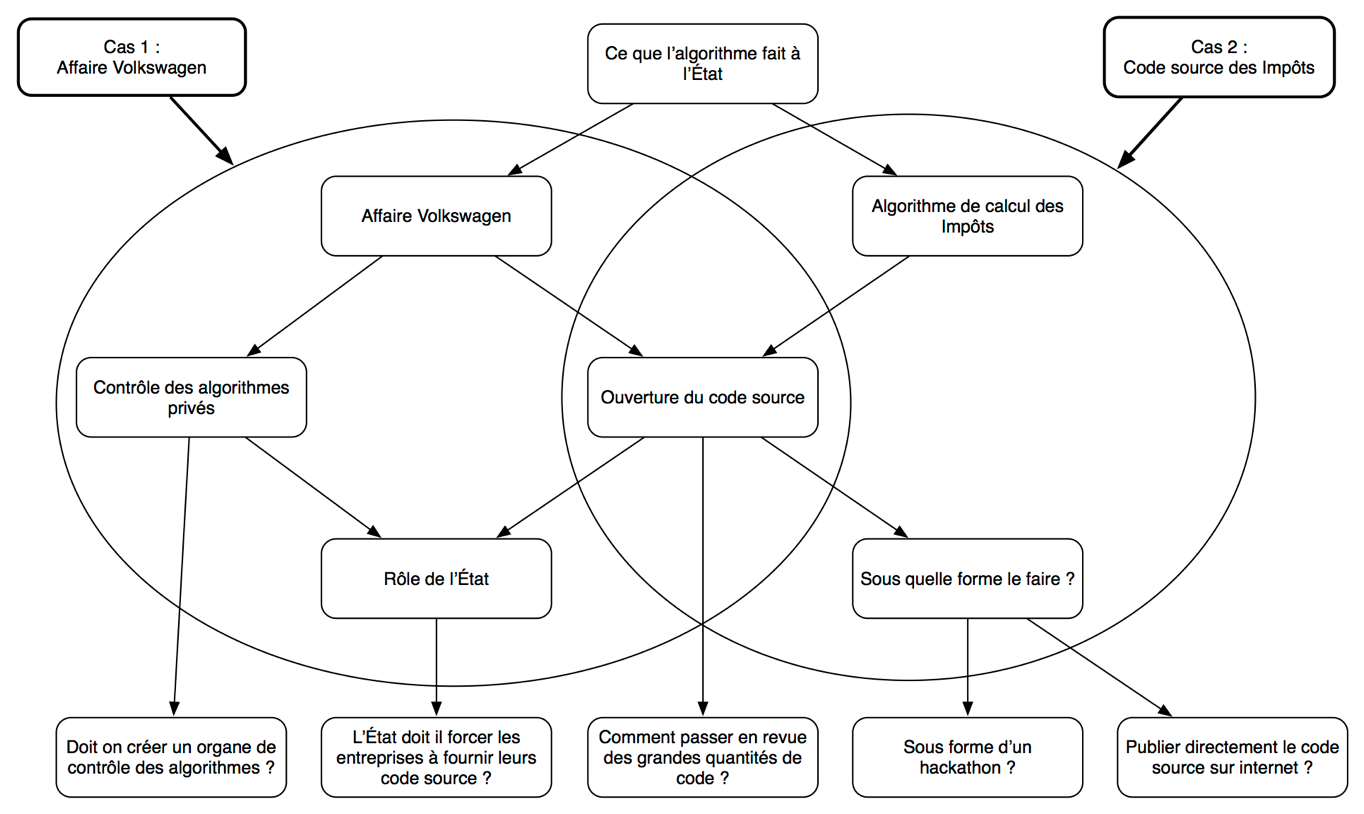 Cas 1 :
Affaire Volkswagen
Ce que l’algorithme fait à
l’État
Cas 2 :
Code source des Impôts
Affaire Volkswagen
Algorithme de calcul des
Impôts
Contrôle des algorithmes
privés
Ouverture du code source
Rôle de l’État
Sous quelle forme le faire ?
Doit on créer un organe de
contrôle des algorithmes ?
L’État doit il forcer les
entreprises à fournir leurs
code source ?
Comment passer en revue
des grandes quantités de
code ?
Sous forme d’un
hackathon ?
Publier directement le code
source sur internet ?